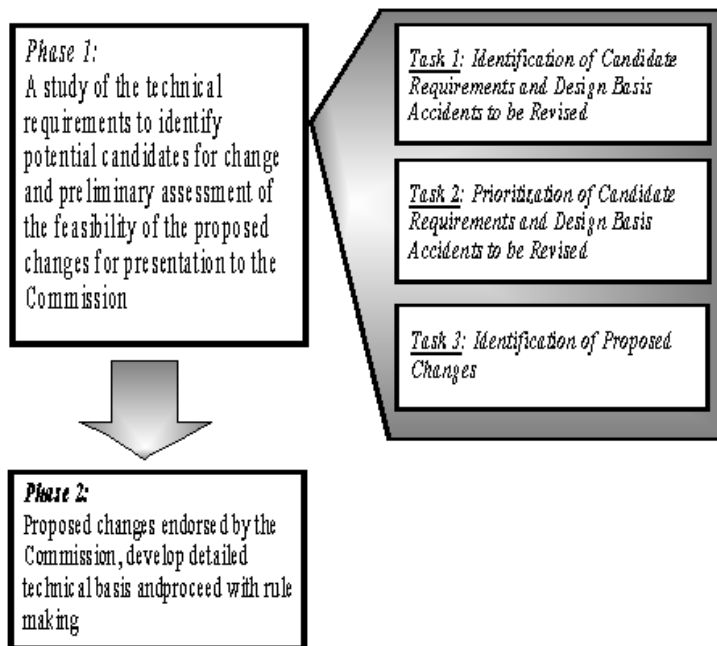 Phase 1:
A study of the technical
requirements to identify
potential candidates for change
and preliminary assessment of
the feasibility of the proposed
changes for presentation to the
Commission
Task 1: Identification of Candidate
Requirements and Design Basis
Accidents to be Revised
Task 2: Prioritization of Candidate
Requirements and Design Basis
Accidents to be Revised
Task 3: Identification of Proposed
Changes
Phase 2:
Proposed changes endorsed by the
Commission, develop detailed
technical basis andproceed with rule
making